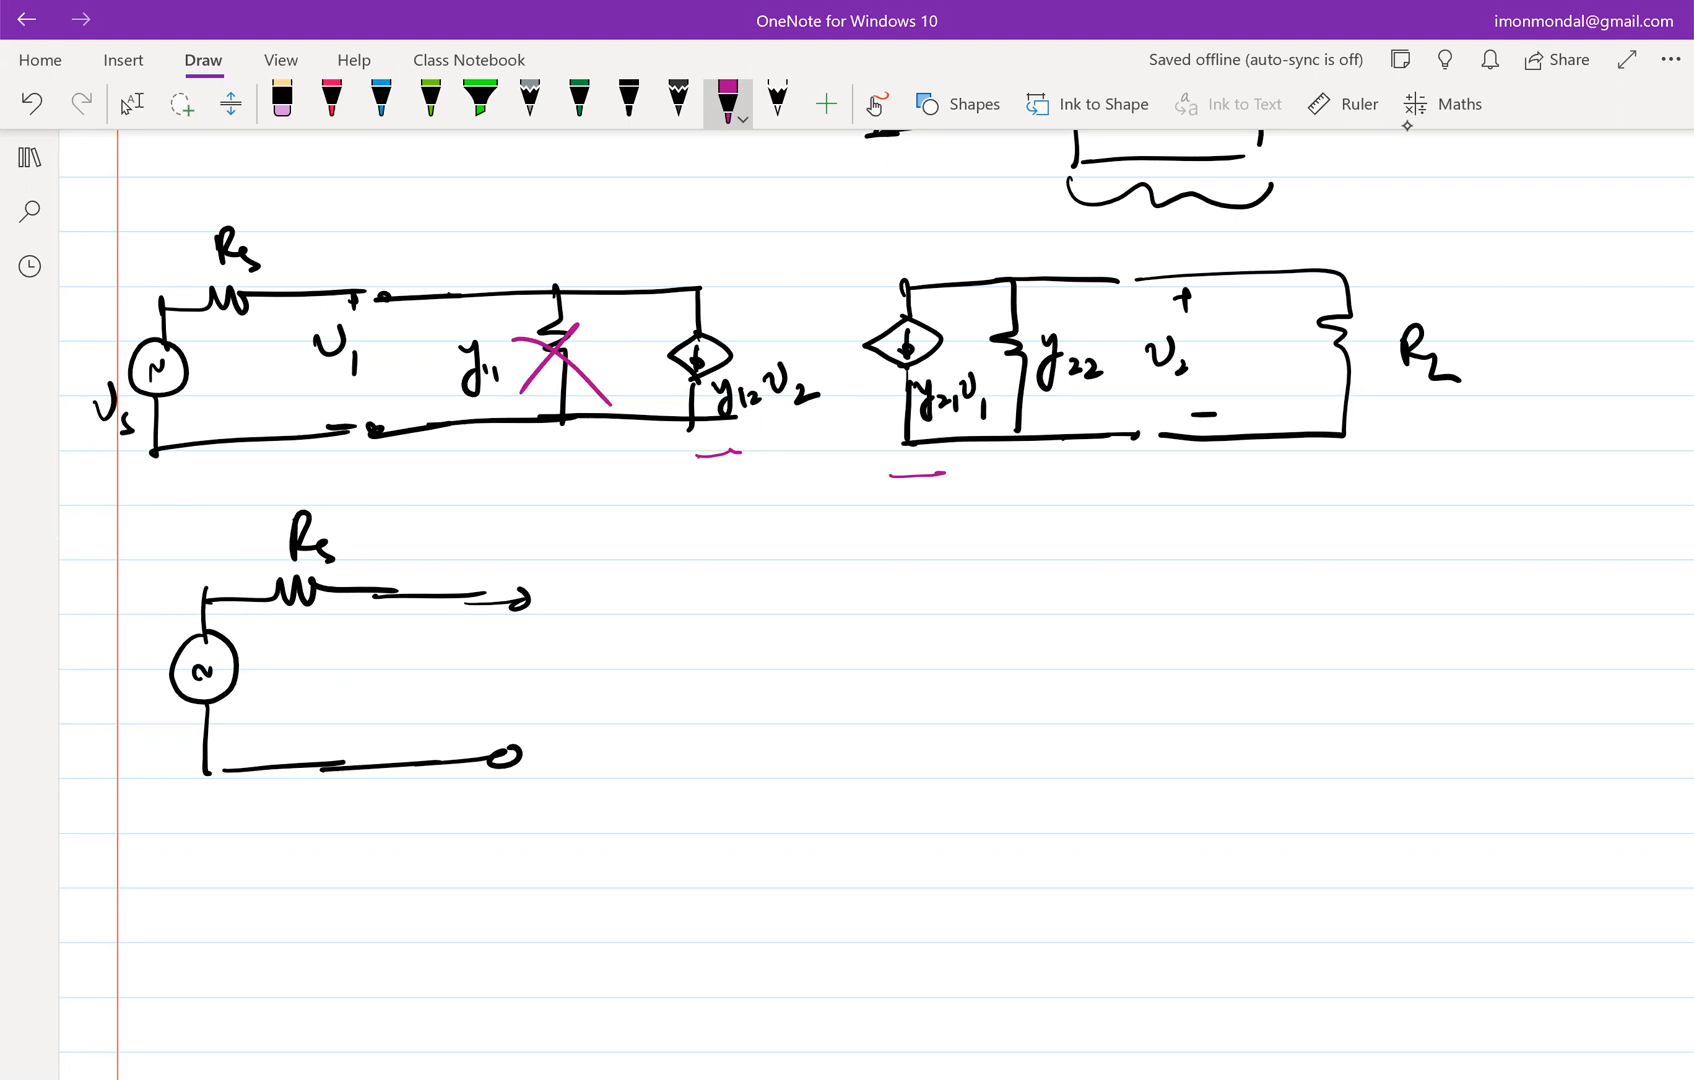 OneNote for Windows 10
imonmondal@gmail.com
Home Insert Draw View Help Class Notebook
Saved offline (auto-sync is off) Share
Shapes Ink to Shape Ink to Text Ruler Maths
Rs
+ +
v1 y11 y12v2 y21v1 y22 v2 RL
vs
- -
Rs